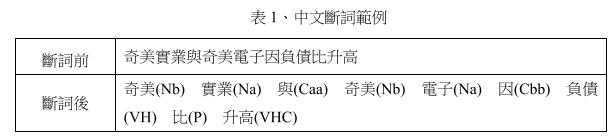 表 1、中文斷詞範例
斷詞前
奇美實業與奇美電子因負債比升高
斷詞後
奇美(Nb) 實業(Na) 與(Caa) 奇美(Nb) 電子(Na) 因(Cbb) 負債
(VH) 比(P) 升高(VHC)